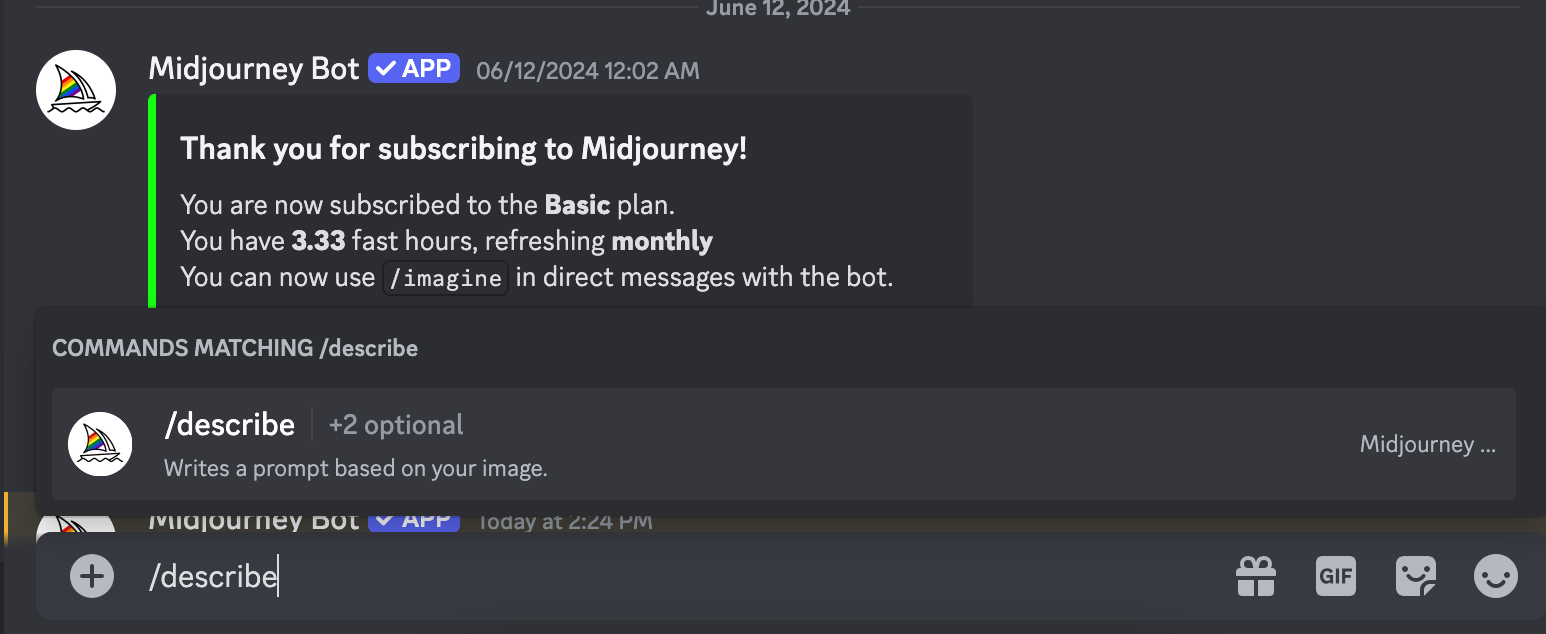 June 12, 2024
Midjourney Bot ✓ APP 06/12/2024 12:02 AM
Thank you for subscribing to Midjourney!
You are now subscribed to the Basic plan.
You have 3.33 fast hours, refreshing monthly
You can now use /imagine in direct messages with the bot.
COMMANDS MATCHING /describe
/describe +2 optional
Writes a prompt based on your image.
Midjourney ...
Midjourney Bot ✓ APP Today at 2:24 PM
/describe
GIF